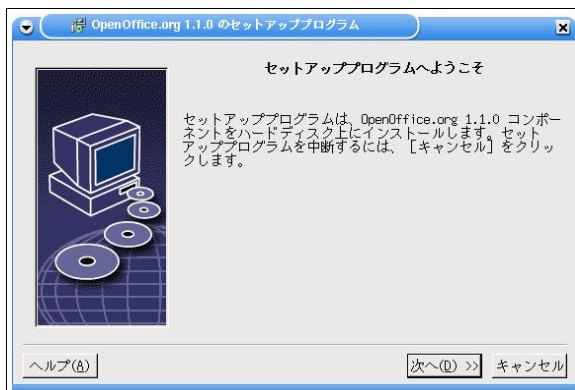 OpenOffice.org 1.1.0 のセットアッププログラム
セットアッププログラムへようこそ
セットアッププログラムは、OpenOffice.org 1.1.0 コンポー
ネントをハードディスク上にインストールします。セット
アッププログラムを中断するには、［キャンセル］をクリッ
クします。
ヘルプ(A)
次へ(D) >>
キャンセル